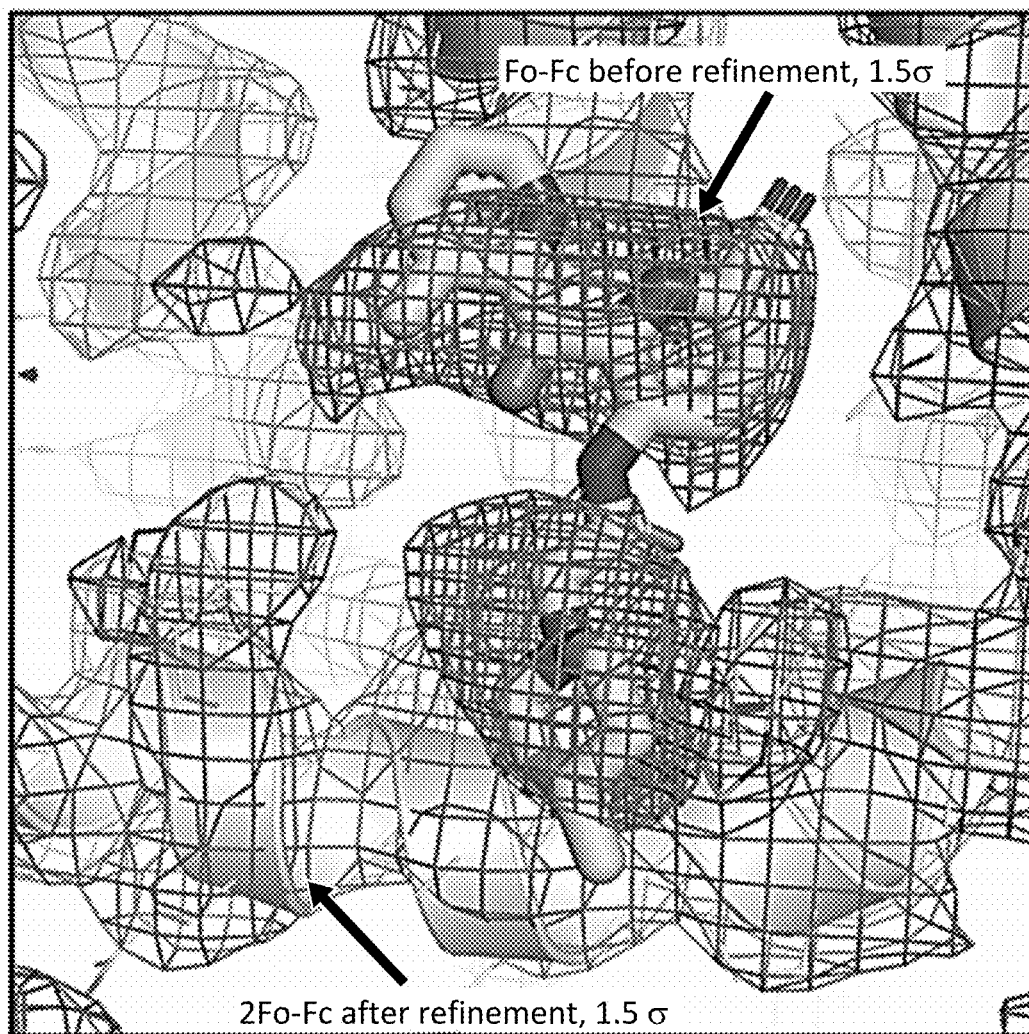 Fo-Fc before refinement, 1.5σ
2Fo-Fc after refinement, 1.5 σ